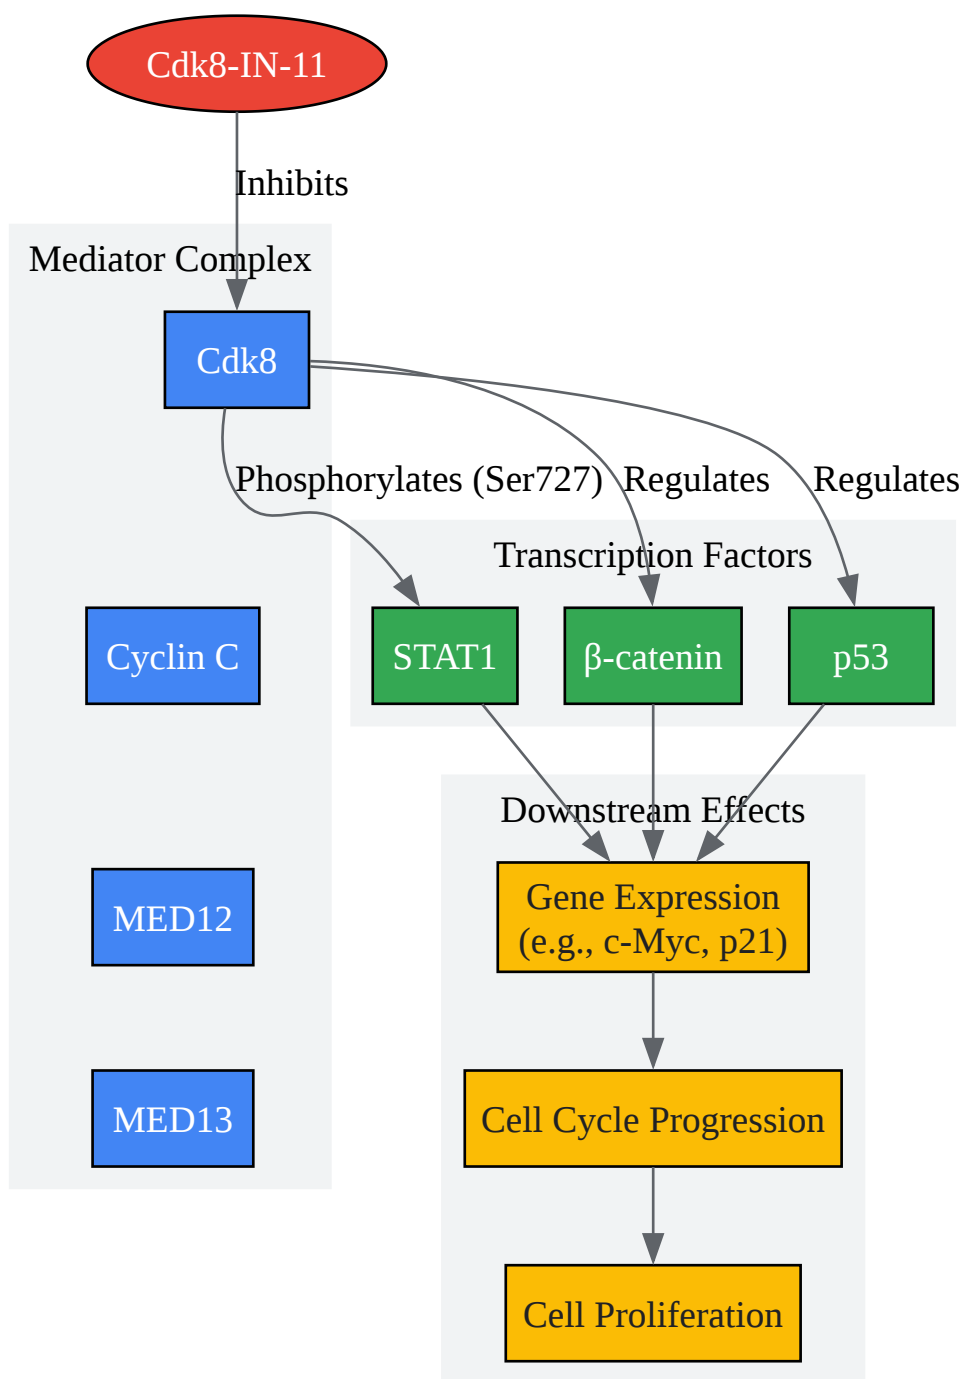 Cdk8-IN-11
Inhibits
Mediator Complex
Cdk8
Phosphorylates (Ser727)
Regulates
Regulates
Transcription Factors
Cyclin C
STAT1
β-catenin
p53
Downstream Effects
MED12
Gene Expression
(e.g., c-Myc, p21)
MED13
Cell Cycle Progression
Cell Proliferation